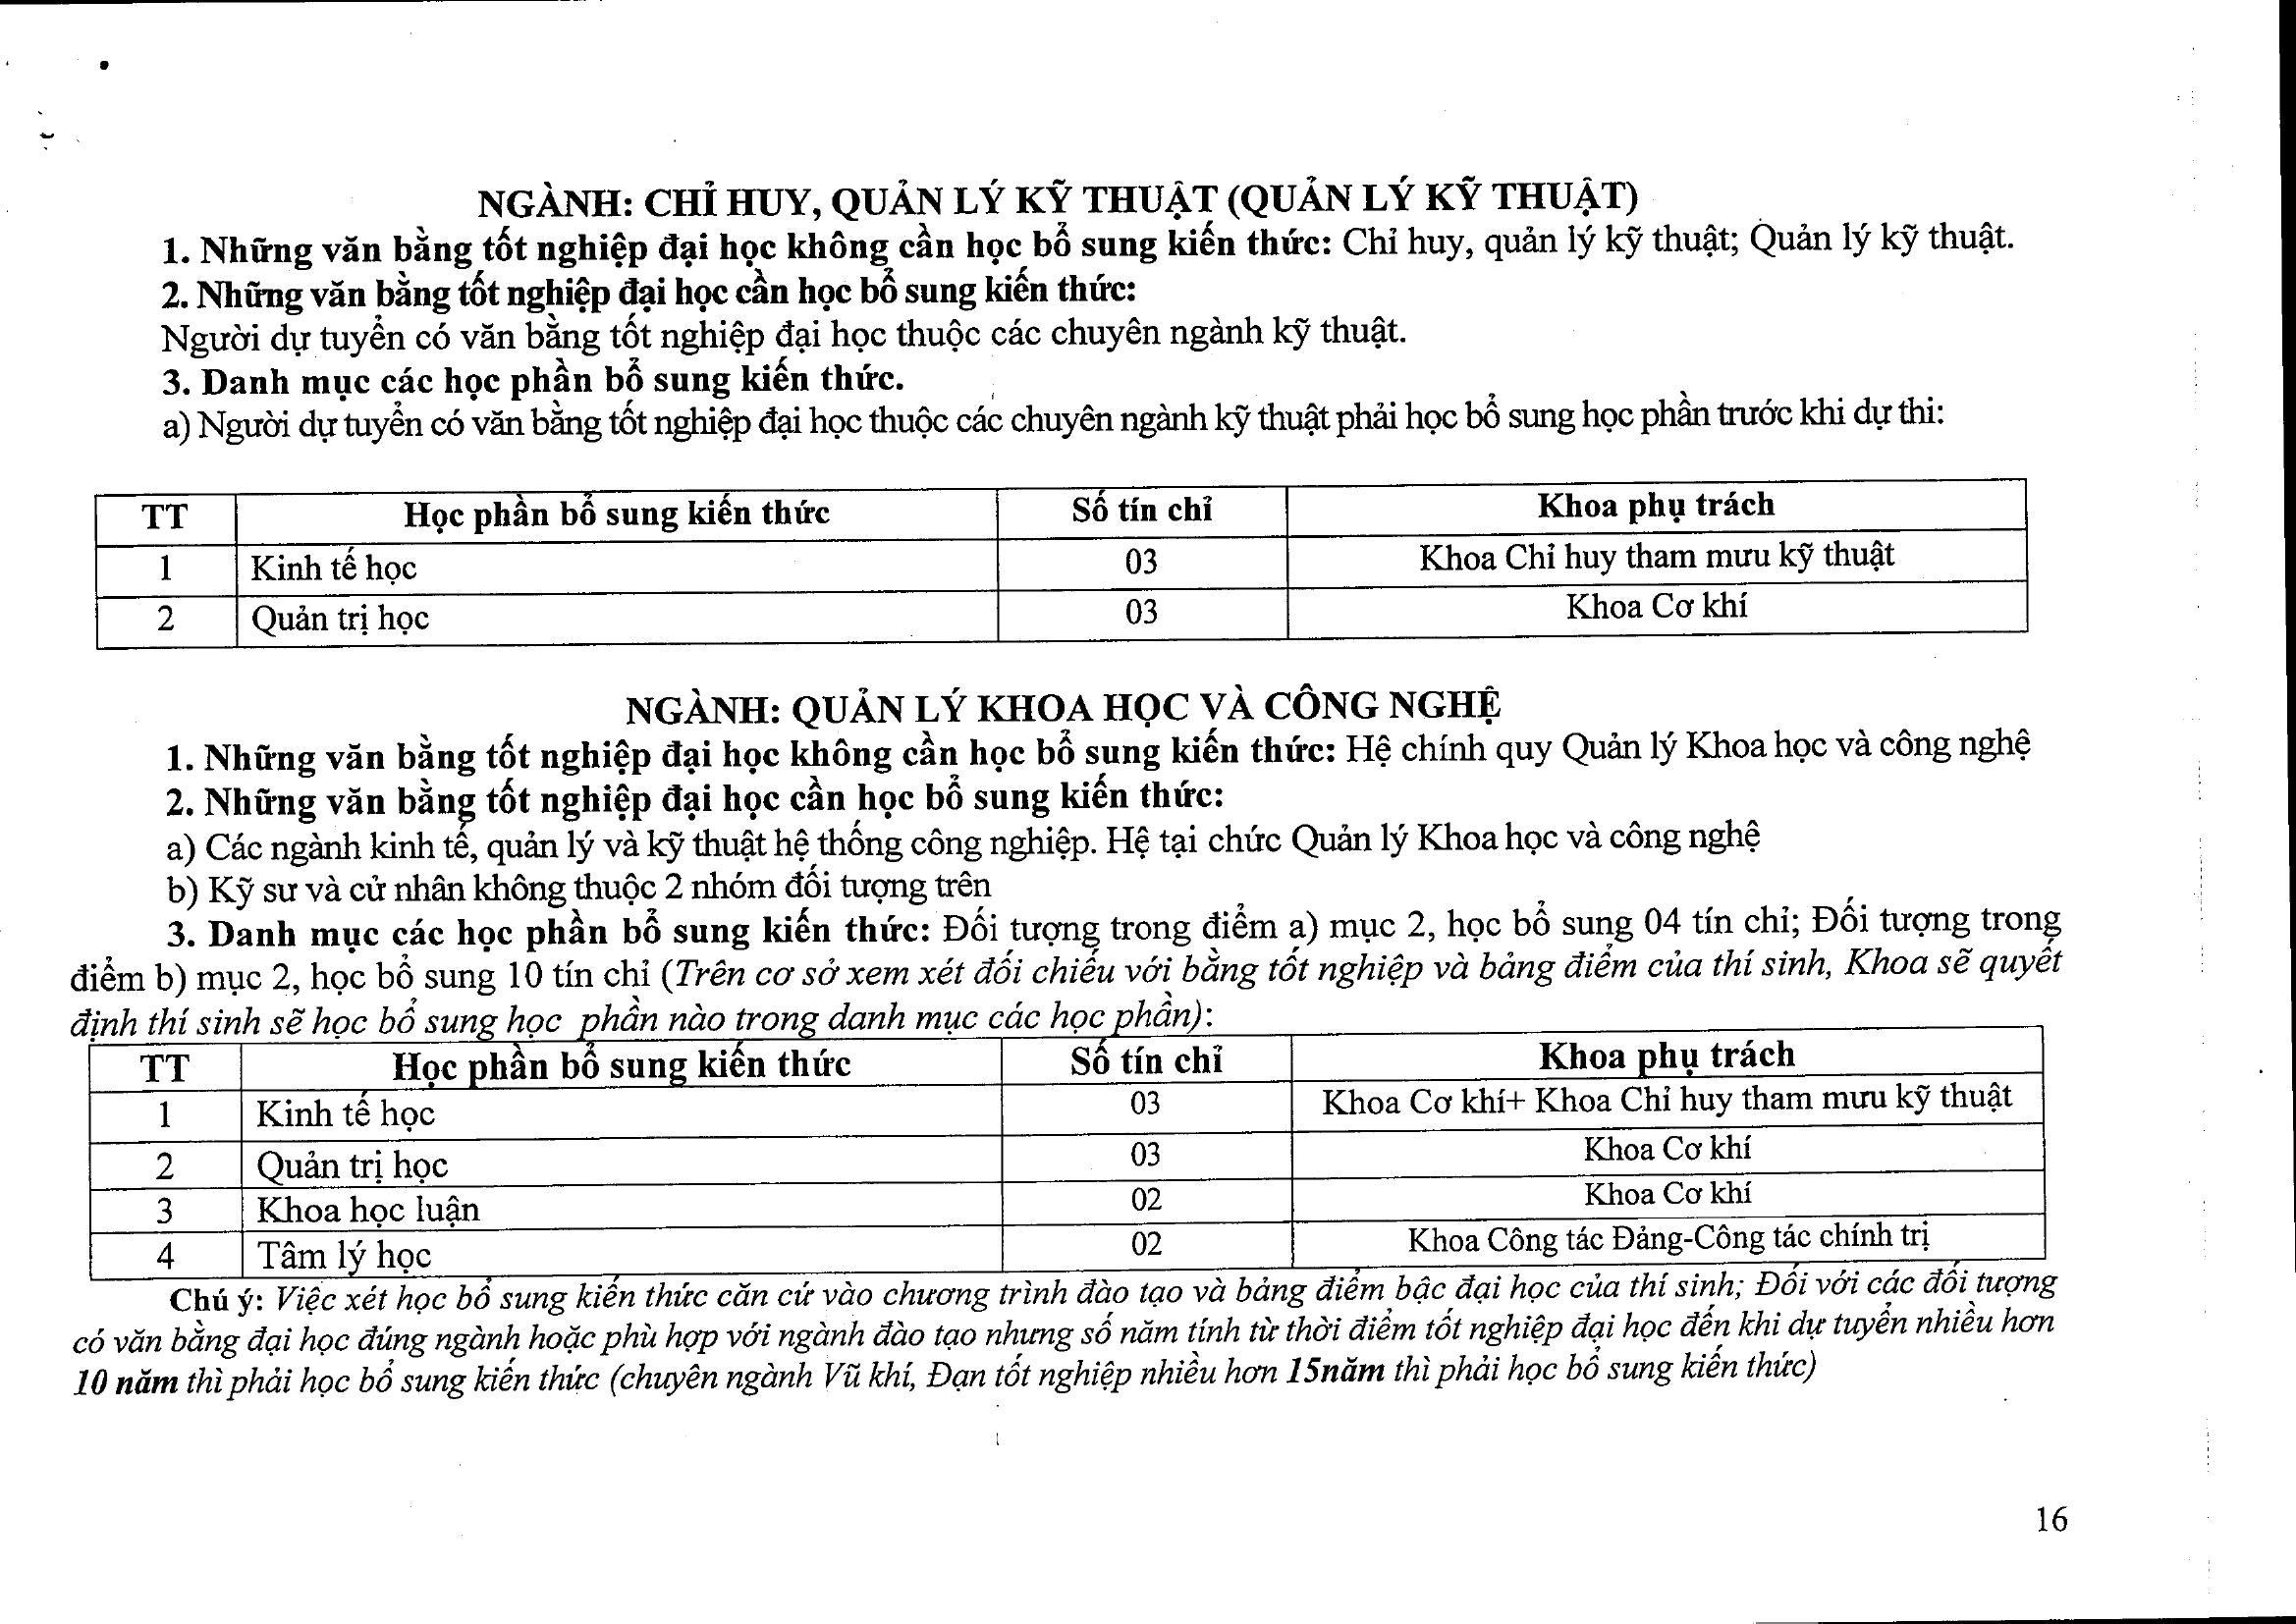 NGÀNH: CHỈ HUY, QUẢN LÝ KỸ THUẬT (QUẢN LÝ KỸ THUẬT)
1. Những văn bằng tốt nghiệp đại học không cần học bổ sung kiến thức: Chỉ huy, quản lý kỹ thuật; Quản lý kỹ thuật.
2. Những văn bằng tốt nghiệp đại học cần học bổ sung kiến thức:
Người dự tuyển có văn bằng tốt nghiệp đại học thuộc các chuyên ngành kỹ thuật.
3. Danh mục các học phần bổ sung kiến thức.
a) Người dự tuyển có văn bằng tốt nghiệp đại học thuộc các chuyên ngành kỹ thuật phải học bổ sung học phần trước khi dự thi:
TT Học phần bổ sung kiến thức Số tín chỉ Khoa phụ trách
1 Kinh tế học 03 Khoa Chỉ huy tham mưu kỹ thuật
2 Quản trị học 03 Khoa Cơ khí
NGÀNH: QUẢN LÝ KHOA HỌC VÀ CÔNG NGHỆ
1. Những văn bằng tốt nghiệp đại học không cần học bổ sung kiến thức: Hệ chính quy Quản lý Khoa học và công nghệ
2. Những văn bằng tốt nghiệp đại học cần học bổ sung kiến thức:
a) Các ngành kinh tế, quản lý và kỹ thuật hệ thống công nghiệp. Hệ tại chức Quản lý Khoa học và công nghệ
b) Kỹ sư và cử nhân không thuộc 2 nhóm đối tượng trên
3. Danh mục các học phần bổ sung kiến thức: Đối tượng trong điểm a) mục 2, học bổ sung 04 tín chỉ; Đối tượng trong
điểm b) mục 2, học bổ sung 10 tín chỉ (Trên cơ sở xem xét đối chiếu với bằng tốt nghiệp và bảng điểm của thí sinh, Khoa sẽ quyết
định thí sinh sẽ học bổ sung học phần nào trong danh mục các học phần):
TT Học phần bổ sung kiến thức Số tín chỉ Khoa phụ trách
1 Kinh tế học 03 Khoa Cơ khí+ Khoa Chỉ huy tham mưu kỹ thuật
2 Quản trị học 03 Khoa Cơ khí
3 Khoa học luận 02 Khoa Cơ khí
4 Tâm lý học 02 Khoa Công tác Đảng-Công tác chính trị
Chú ý: Việc xét học bổ sung kiến thức căn cứ vào chương trình đào tạo và bảng điểm bậc đại học của thí sinh; Đối với các đối tượng
có văn bằng đại học đúng ngành hoặc phù hợp với ngành đào tạo nhưng số năm tính từ thời điểm tốt nghiệp đại học đến khi dự tuyển nhiều hơn
10 năm thì phải học bổ sung kiến thức (chuyên ngành Vũ khí, Đạn tốt nghiệp nhiều hơn 15năm thì phải học bổ sung kiến thức)
16